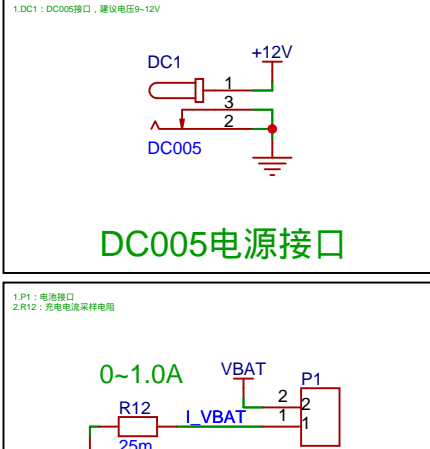 1.DC1：DC005接口，建议电压9~12V
+12V
DC1
1
3
2
DC005
DC005电源接口
1.P1：电池接口
2.R12：充电电流采样电阻
0~1.0A
VBAT
P1
R12
I_VBAT
2
2
1
1
25m